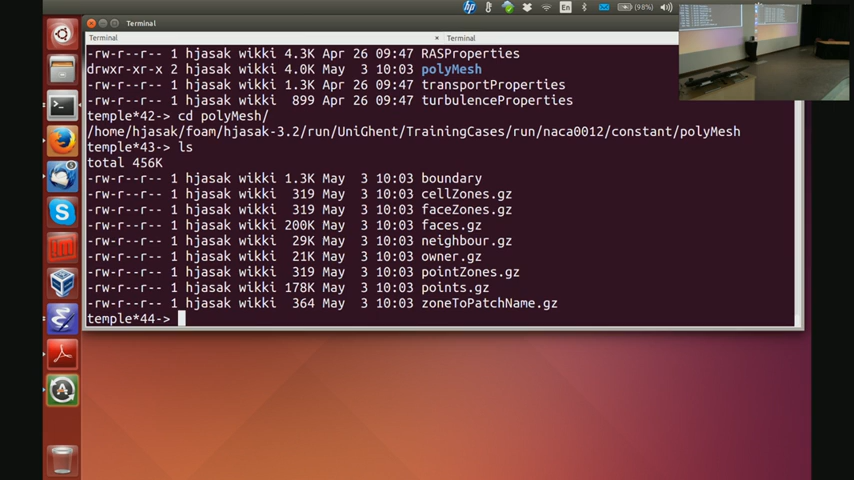 En (98%)
Terminal
Terminal × Terminal
-rw-r--r-- 1 hjasak wikki 4.3K Apr 26 09:47 RASProperties
drwxr-xr-x 2 hjasak wikki 4.0K May  3 10:03 polyMesh
-rw-r--r-- 1 hjasak wikki 1.3K Apr 26 09:47 transportProperties
-rw-r--r-- 1 hjasak wikki  899 Apr 26 09:47 turbulenceProperties
temple*42-> cd polyMesh/
/home/hjasak/foam/hjasak-3.2/run/UniGhent/TrainingCases/run/naca0012/constant/polyMesh
temple*43-> ls
total 456K
-rw-r--r-- 1 hjasak wikki 1.3K May  3 10:03 boundary
-rw-r--r-- 1 hjasak wikki  319 May  3 10:03 cellZones.gz
-rw-r--r-- 1 hjasak wikki  319 May  3 10:03 faceZones.gz
-rw-r--r-- 1 hjasak wikki 200K May  3 10:03 faces.gz
-rw-r--r-- 1 hjasak wikki  29K May  3 10:03 neighbour.gz
-rw-r--r-- 1 hjasak wikki  21K May  3 10:03 owner.gz
-rw-r--r-- 1 hjasak wikki  319 May  3 10:03 pointZones.gz
-rw-r--r-- 1 hjasak wikki 178K May  3 10:03 points.gz
-rw-r--r-- 1 hjasak wikki  364 May  3 10:03 zoneToPatchName.gz
temple*44->